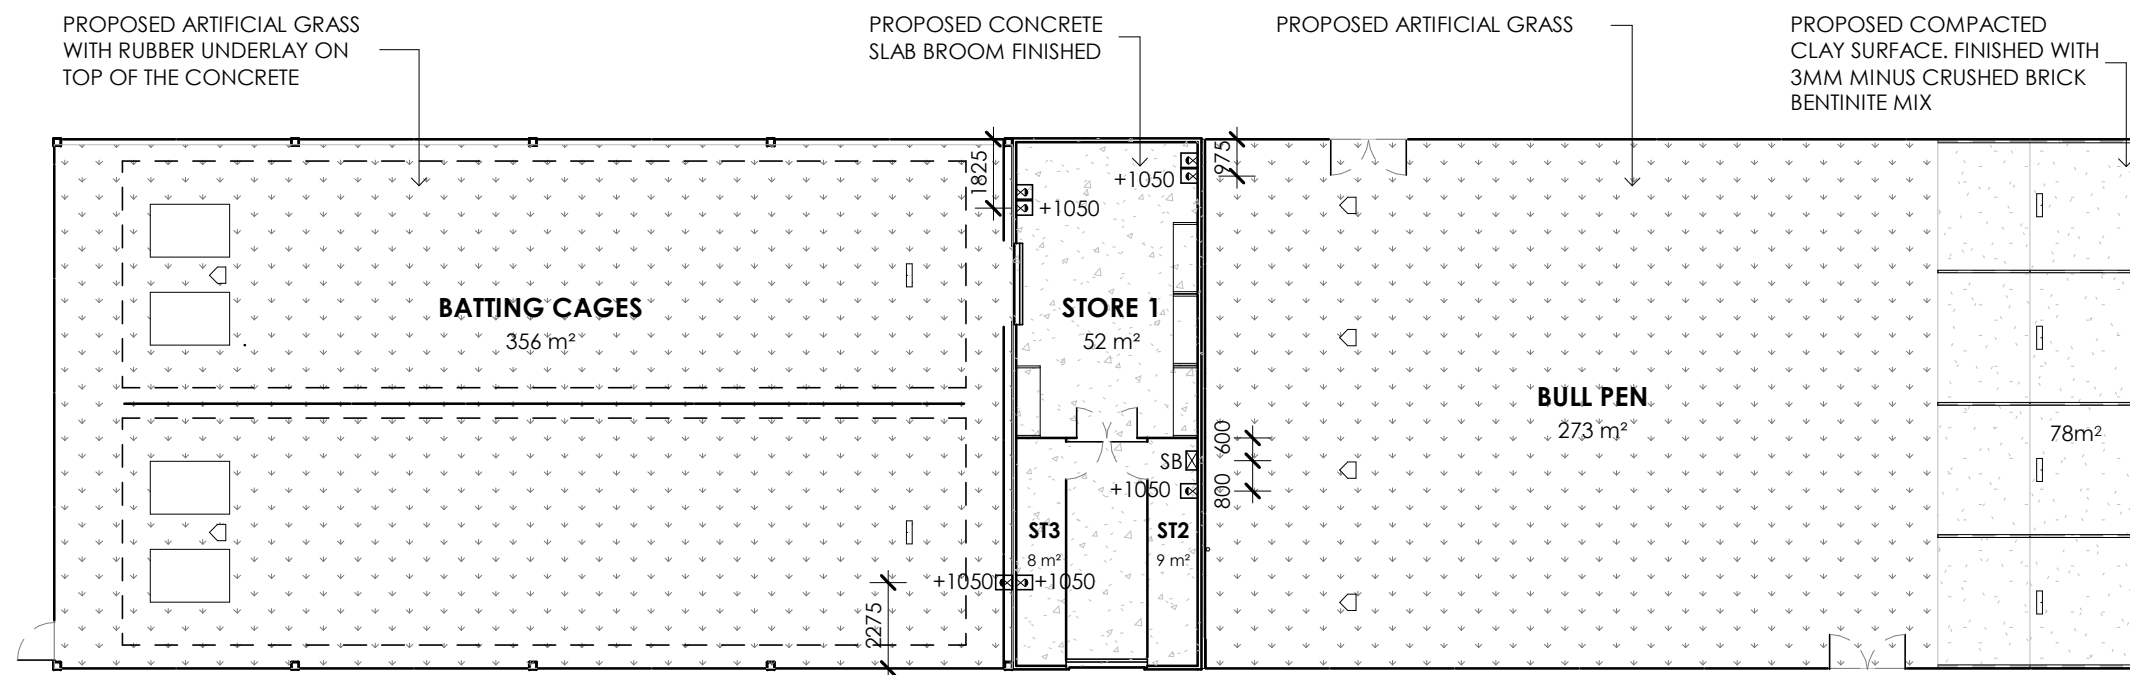 PROPOSED ARTIFICIAL GRASS
WITH RUBBER UNDERLAY ON
TOP OF THE CONCRETE
PROPOSED CONCRETE
SLAB BROOM FINISHED
PROPOSED ARTIFICIAL GRASS
PROPOSED COMPACTED
CLAY SURFACE. FINISHED WITH
3MM MINUS CRUSHED BRICK
BENTINITE MIX
1825
+1050
+1050
975
BATTING CAGES
356 m²
STORE 1
52 m²
BULL PEN
273 m²
78m²
600
SB
800
+1050
ST3
8 m²
ST2
9 m²
+1050
+1050
2275